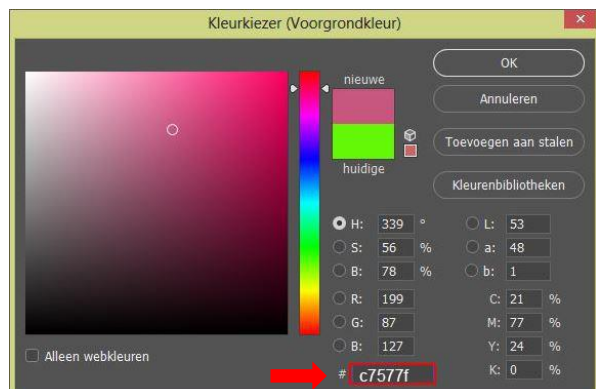 Kleurkiezer (Voorgrondkleur)
nieuwe
huidige
OK
Annuleren
Toevoegen aan stalen
Kleurenbibliotheken
H: 339 °
S: 56 %
B: 78 %
R: 199
G: 87
B: 127
# c7577f
L: 53
a: 48
b: 1
C: 21 %
M: 77 %
Y: 24 %
K: 0 %
Alleen webkleuren